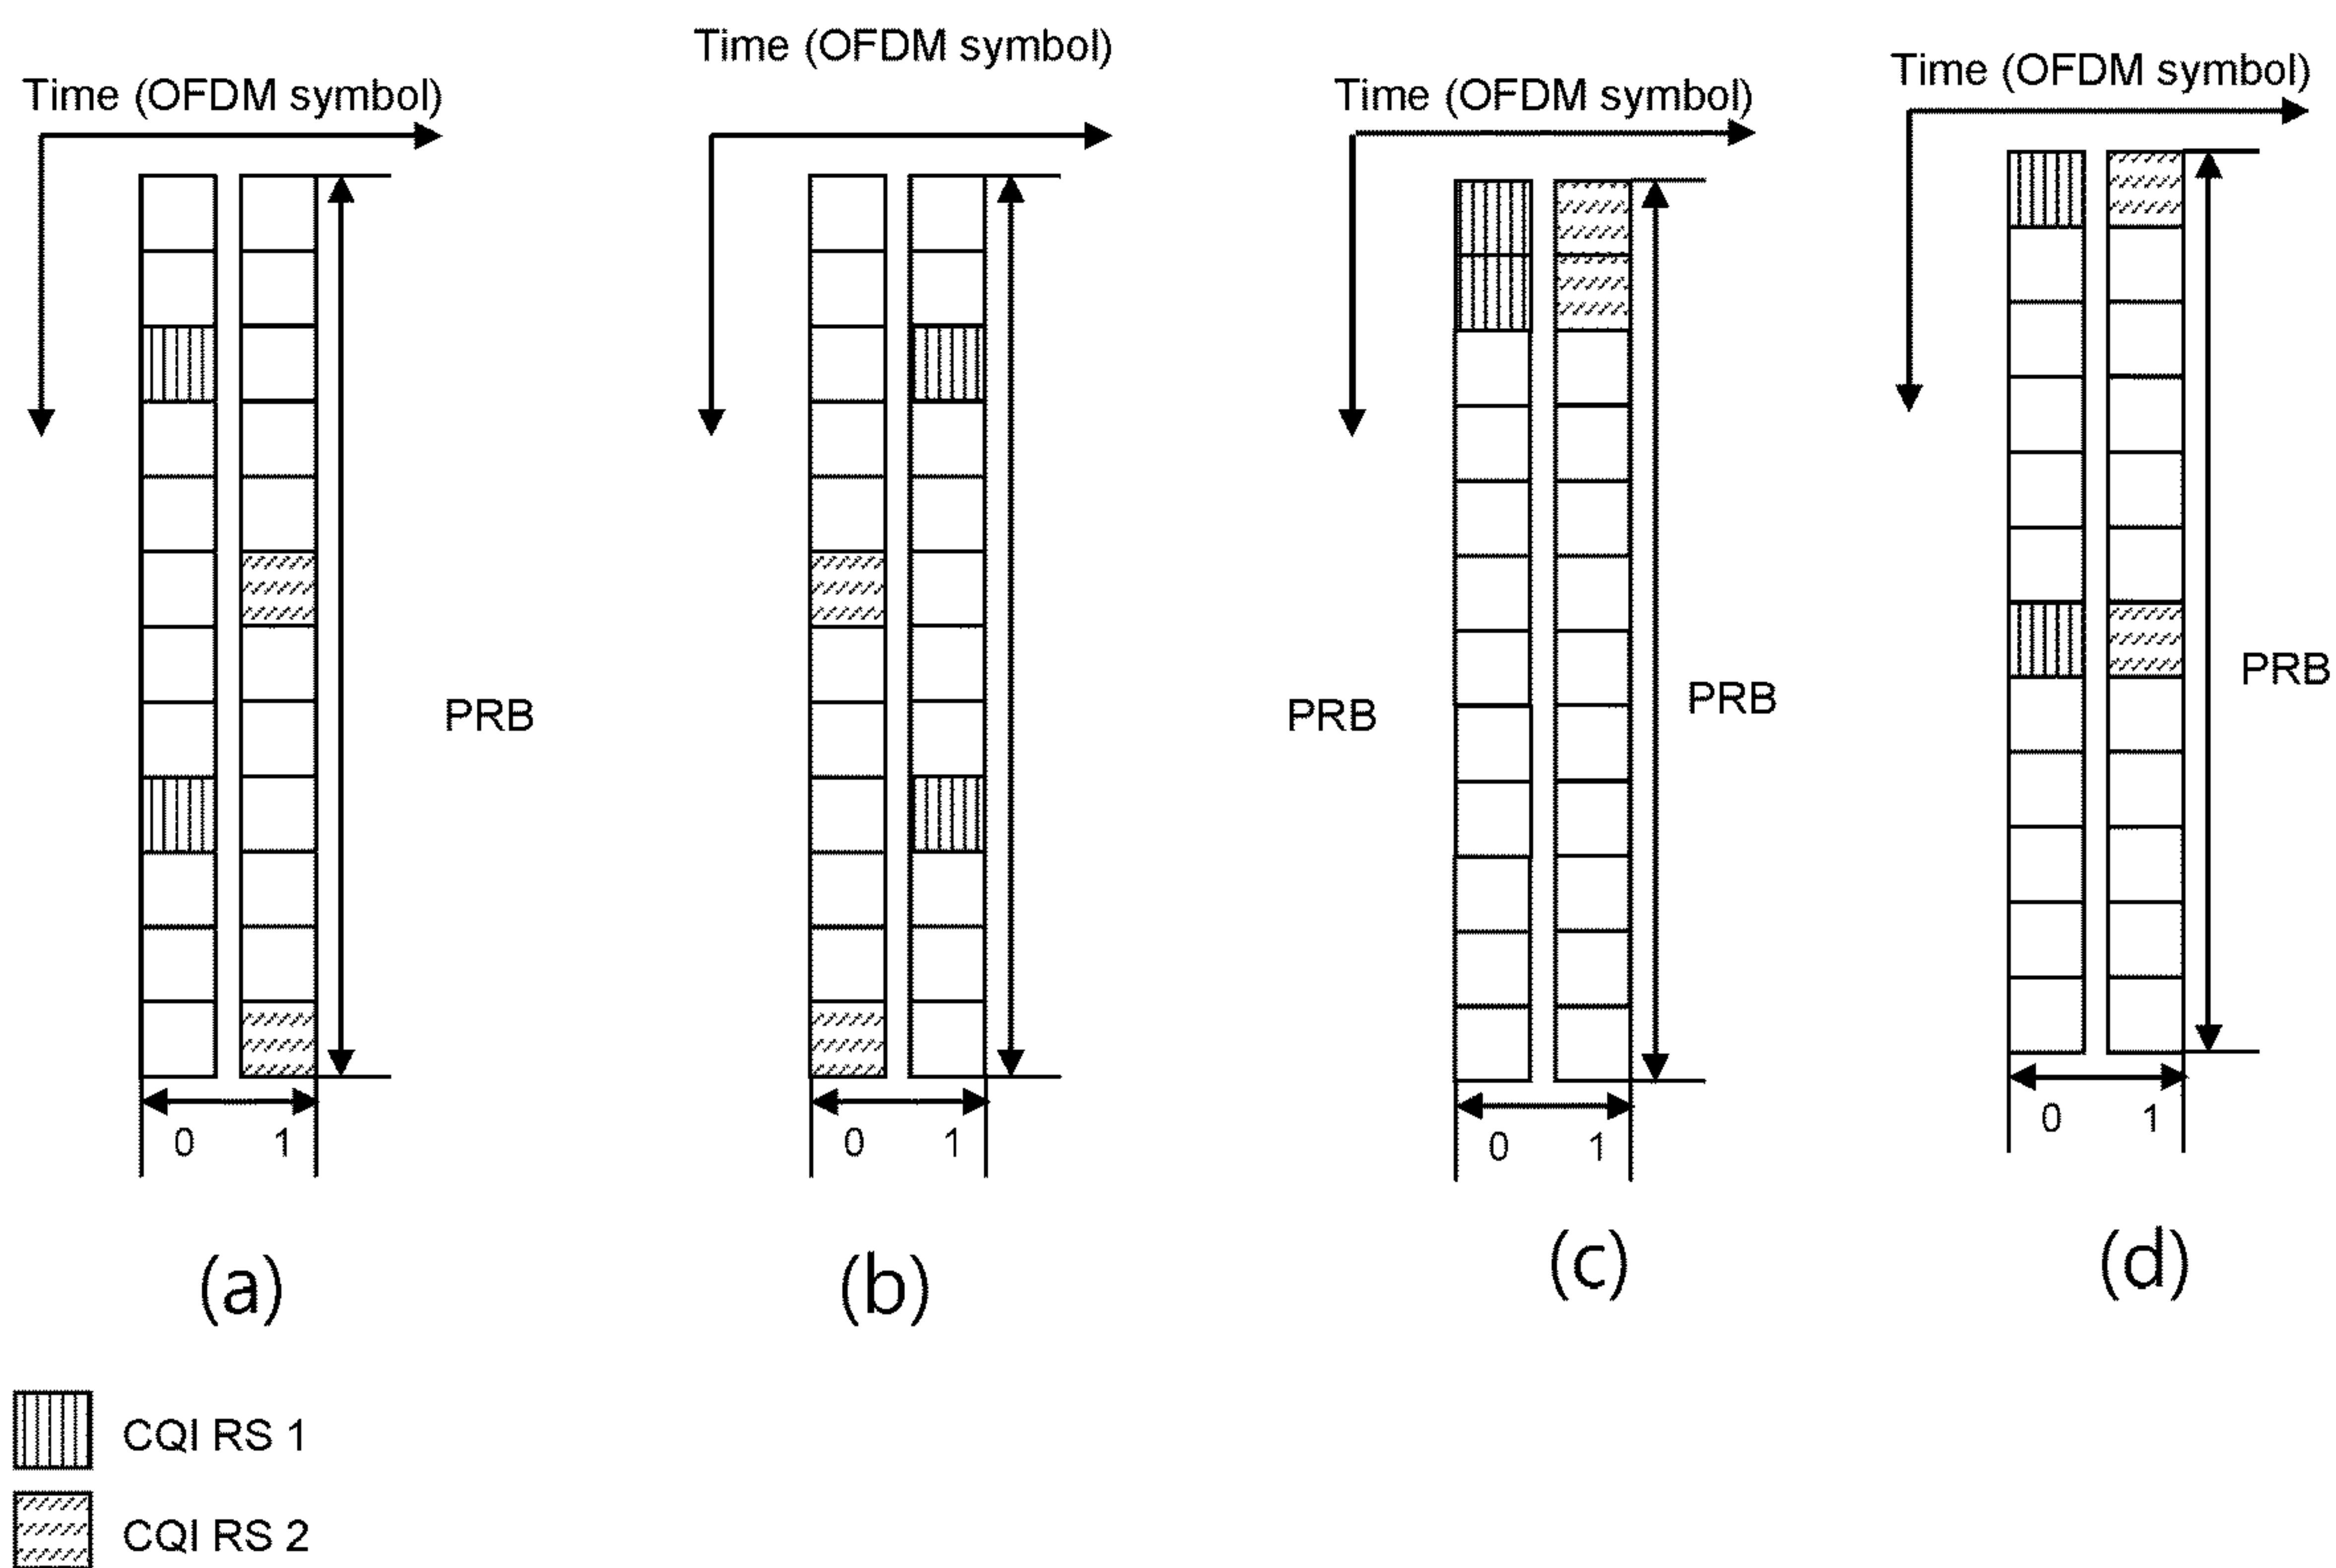 Time (OFDM symbol)
Time (OFDM symbol)
Time (OFDM symbol)
Time (OFDM symbol)
PRB
PRB
PRB
PRB
0 1
0 1
0 1
0 1
(a)
(b)
(c)
(d)
CQI RS 1
CQI RS 2